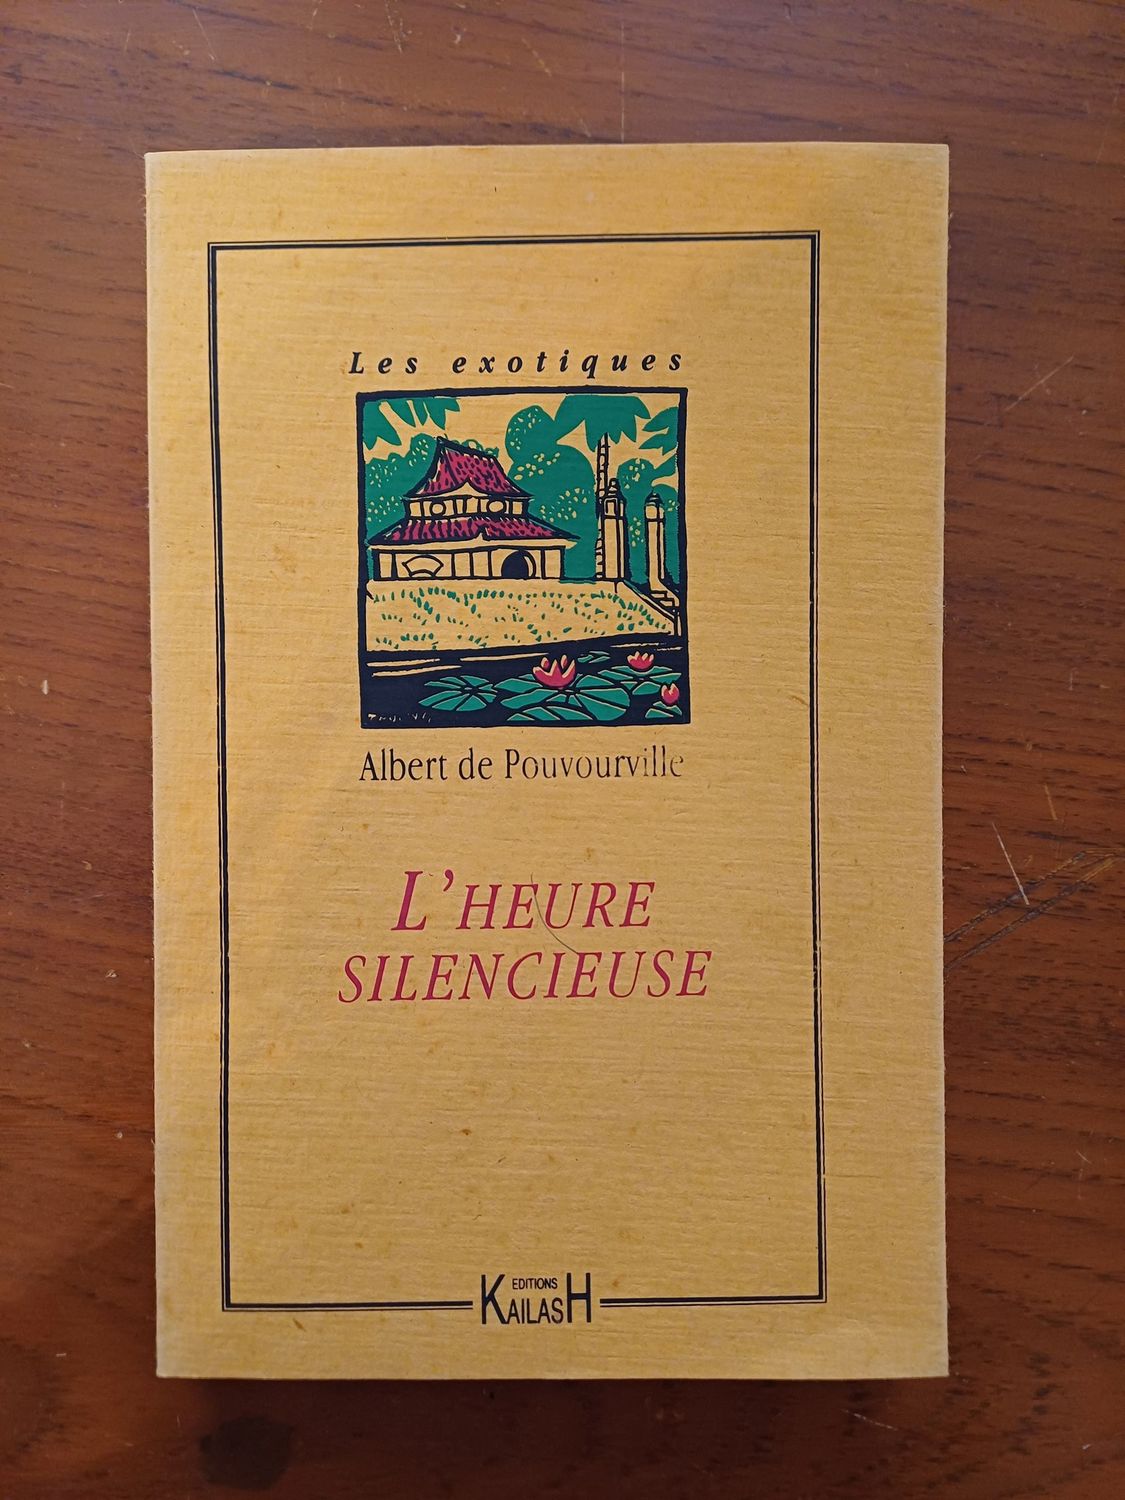 Les exotiques
Albert de Pouvourville
L'HEURE
SILENCIEUSE
EDITIONS
KAILASH